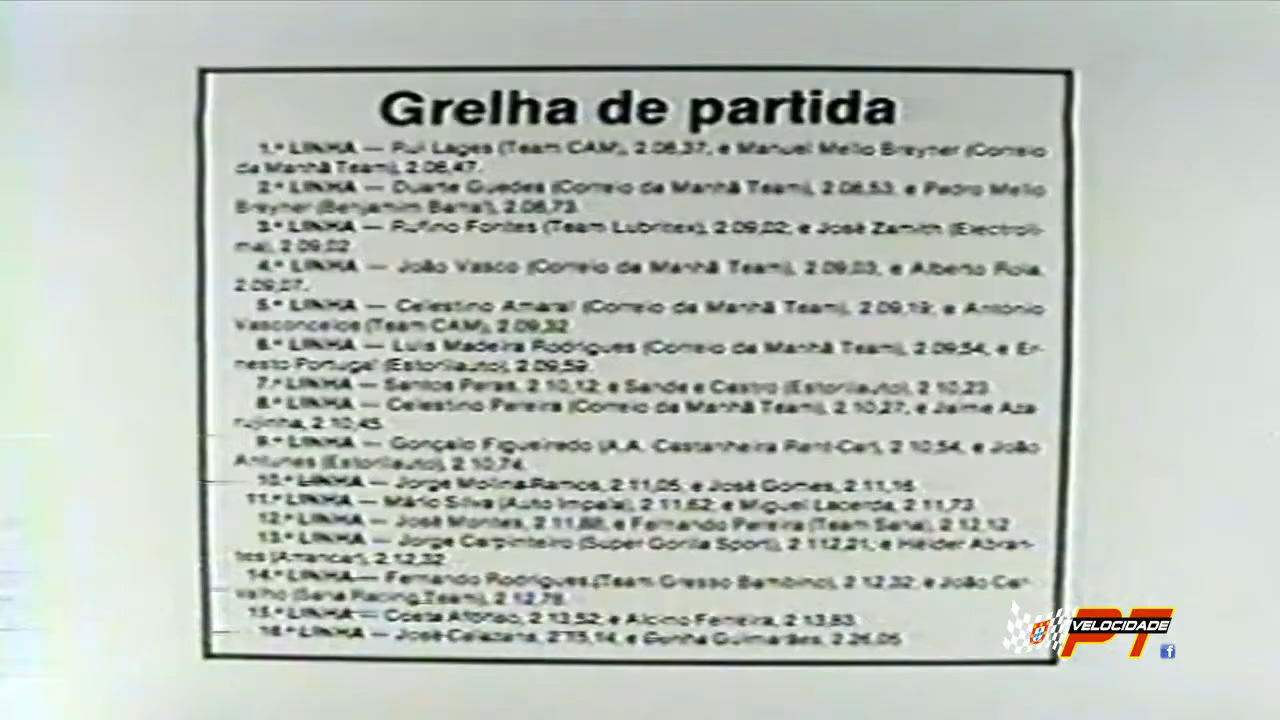 Grelha de partida
1.ª LINHA — Rui Lages (Team CAM), 2.08,37, e Manuel Mello Breyner (Correio
da Manhã Team), 2.08,47.
2.ª LINHA — Duarte Guedes (Correio da Manhã Team), 2.08,53, e Pedro Mello
Breyner (Benjamim Barral), 2.08,73.
3.ª LINHA — Rufino Fontes (Team Lubritex), 2.09,02, e José Zamith (Electroli-
mal), 2.09,02
4.ª LINHA — João Vasco (Correio da Manhã Team), 2.09,03, e Alberto
2.09,07.
5.ª LINHA — Celestino Amaral (Correio da Manhã Team), 2.09,19, e António
Vasconcelos (Team CAM), 2.09,32
6.ª LINHA — Luís Madeira Rodrigues (Correio da Manhã Team), 2.09,54, e Er-
nesto Portugal (Estorilauto), 2.09,59.
7.ª LINHA — Santos Peras, 2.10,12, e Sande e Castro (Estorilauto), 2.10,23.
8.ª LINHA — Celestino Pereira (Correio da Manhã Team), 2.10,27, e Jaime Aza-
rujinha, 2.10,45.
9.ª LINHA — Gonçalo Figueiredo (A.A. Castanheira Rent-Car), 2.10,54, e João
Antunes (Estorilauto), 2.10,74.
10.ª LINHA — Jorge Molina Ramos, 2.11,05, e José Gomes, 2.11,16.
11.ª LINHA — Mário Silva (Auto Impala), 2.11,62, e Miguel Lacerda, 2.11,73.
12.ª LINHA — José Montes, 2.11,88, e Fernando Pereira (Team Sana), 2.12,12
13.ª LINHA — Jorge Carpinteiro (Super Gorila Sport), 2.112,21, e Hélder Abran-
tes (Arrancar), 2.12,32.
14.ª LINHA — Fernando Rodrigues (Team Gresso Bambino), 2.12,32, e João Car-
valho (Sana Racing Team), 2.12,78.
15.ª LINHA — Costa Afonso, 2.13,52, e Alcino Ferreira, 2.13,83.
16.ª LINHA — José Calazans, 2.15,14, e Cunha Guimarães, 2.26,05
PT VELOCIDADE
f